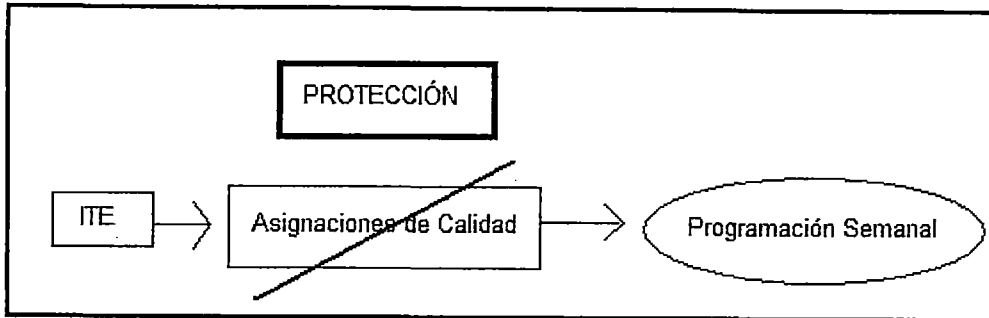 PROTECCIÓN
ITE
Asignaciones de Calidad
Programación Semanal